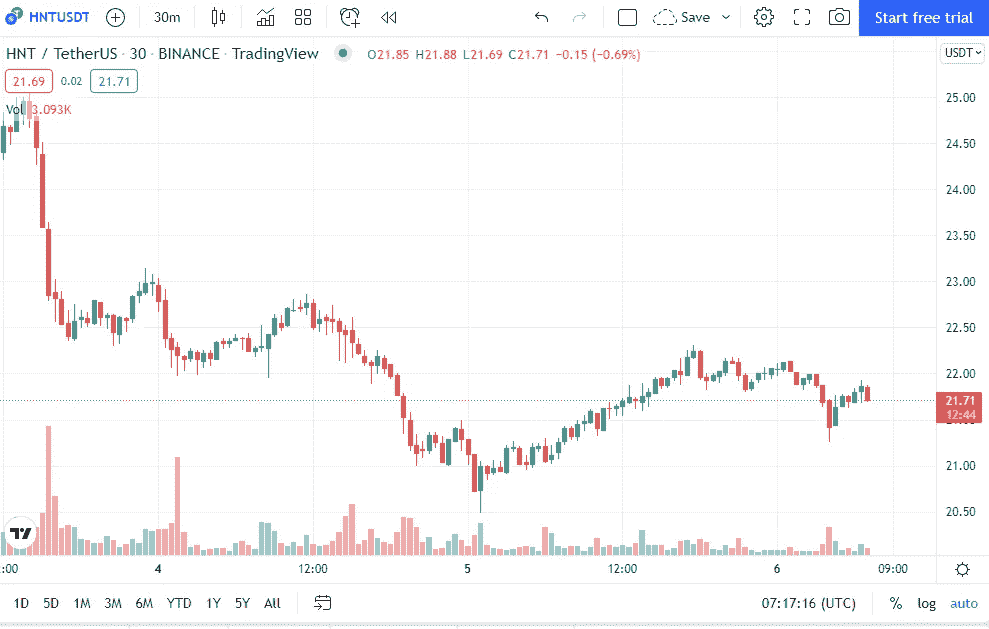 HNTUSDT 30m Save Start free trial
HNT / TetherUS · 30 · BINANCE · TradingView O21.85 H21.88 L21.69 C21.71 −0.15 (−0.69%) USDT
21.69 0.02 21.71
Vol 3.093K
25.00
24.50
24.00
23.50
23.00
22.50
22.00
21.71
12:44
21.00
20.50
:00 4 12:00 5 12:00 6 09:00
1D 5D 1M 3M 6M YTD 1Y 5Y All 07:17:16 (UTC) % log auto